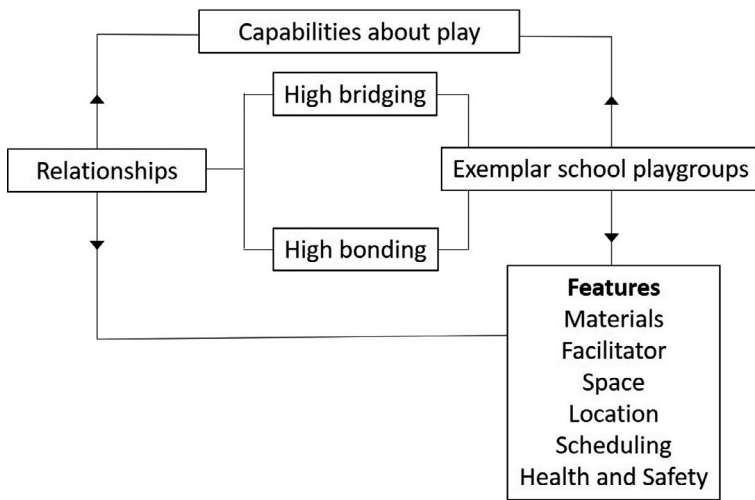 Capabilities about play
High bridging
Relationships
Exemplar school playgroups
High bonding
Features
Materials
Facilitator
Space
Location
Scheduling
Health and Safety